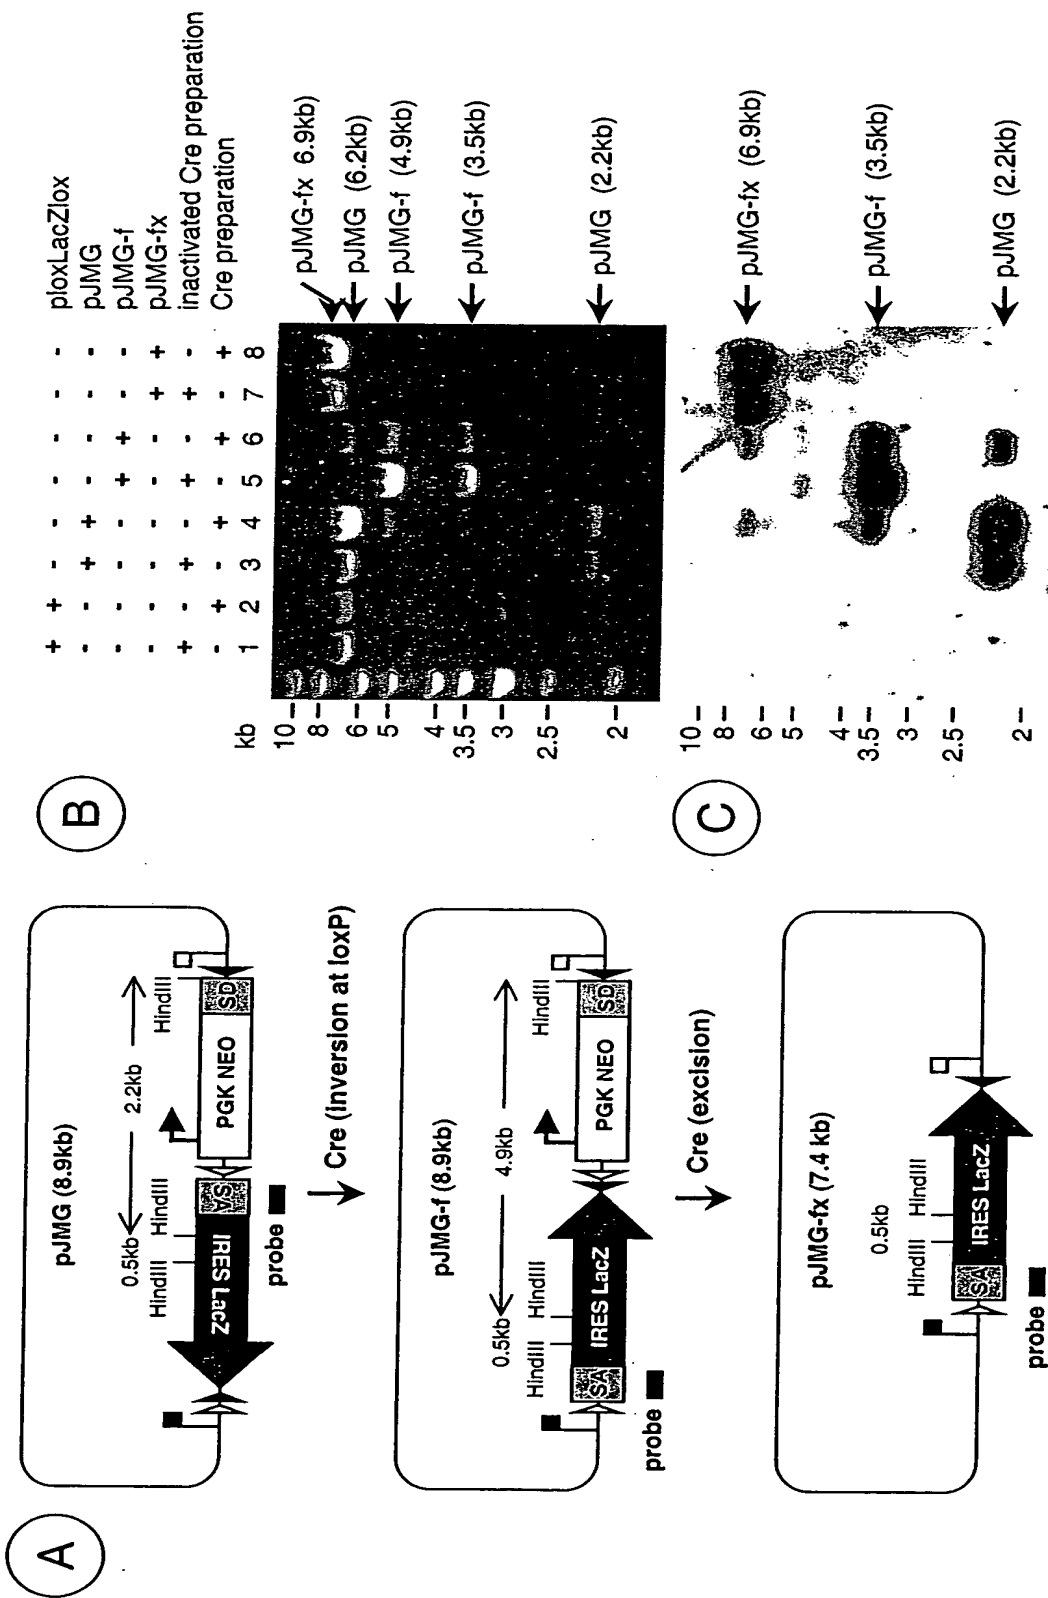 A
pJMG (8.9kb)
0.5kb 2.2kb
HindIII HindIII HindIII
IRES LacZ SA PGK NEO SD
probe
Cre (inversion at loxP)
pJMG-f (8.9kb)
0.5kb 4.9kb
HindIII HindIII HindIII
SA IRES LacZ PGK NEO SD
probe
Cre (excision)
pJMG-fx (7.4 kb)
0.5kb
HindIII HindIII
SA IRES LacZ
probe
B
+ + - - - - - - ploxLacZlox
- - + + - - - - pJMG
- - - - + + - - pJMG-f
- - - - - - + + pJMG-fx
+ - + - + - + - inactivated Cre preparation
- + - + - + - + Cre preparation
kb 1 2 3 4 5 6 7 8
10
8
6
5
4
3.5
3
2.5
2
pJMG-fx 6.9kb)
pJMG (6.2kb)
pJMG-f (4.9kb)
pJMG-f (3.5kb)
pJMG (2.2kb)
C
10
8
6
5
4
3.5
3
2.5
2
pJMG-fx (6.9kb)
pJMG-f (3.5kb)
pJMG (2.2kb)